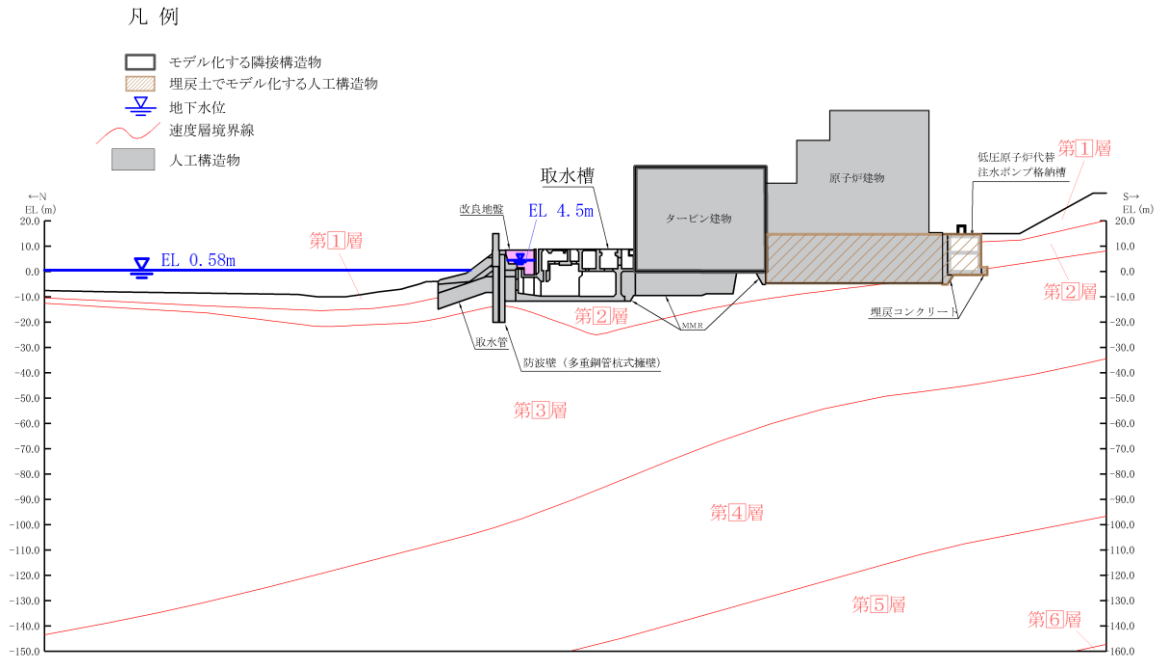 凡 例
モデル化する隣接構造物
埋戻土でモデル化する人工構造物
地下水位
速度層境界線
人工構造物
←N
EL(m)
20.0
10.0
0.0
-10.0
-20.0
-30.0
-40.0
-50.0
-60.0
-70.0
-80.0
-90.0
-100.0
-110.0
-120.0
-130.0
-140.0
-150.0
EL 0.58m
第1層
改良地盤
取水槽
EL 4.5m
タービン建物
原子炉建物
低圧原子炉代替
注水ポンプ格納槽
第1層
第2層
第2層
MMR
埋戻コンクリート
取水管
防波壁（多重鋼管杭式擁壁）
第3層
第4層
第5層
第6層
S→
EL(m)
20.0
10.0
0.0
-10.0
-20.0
-30.0
-40.0
-50.0
-60.0
-70.0
-80.0
-90.0
-100.0
-110.0
-120.0
-130.0
-140.0
160.0